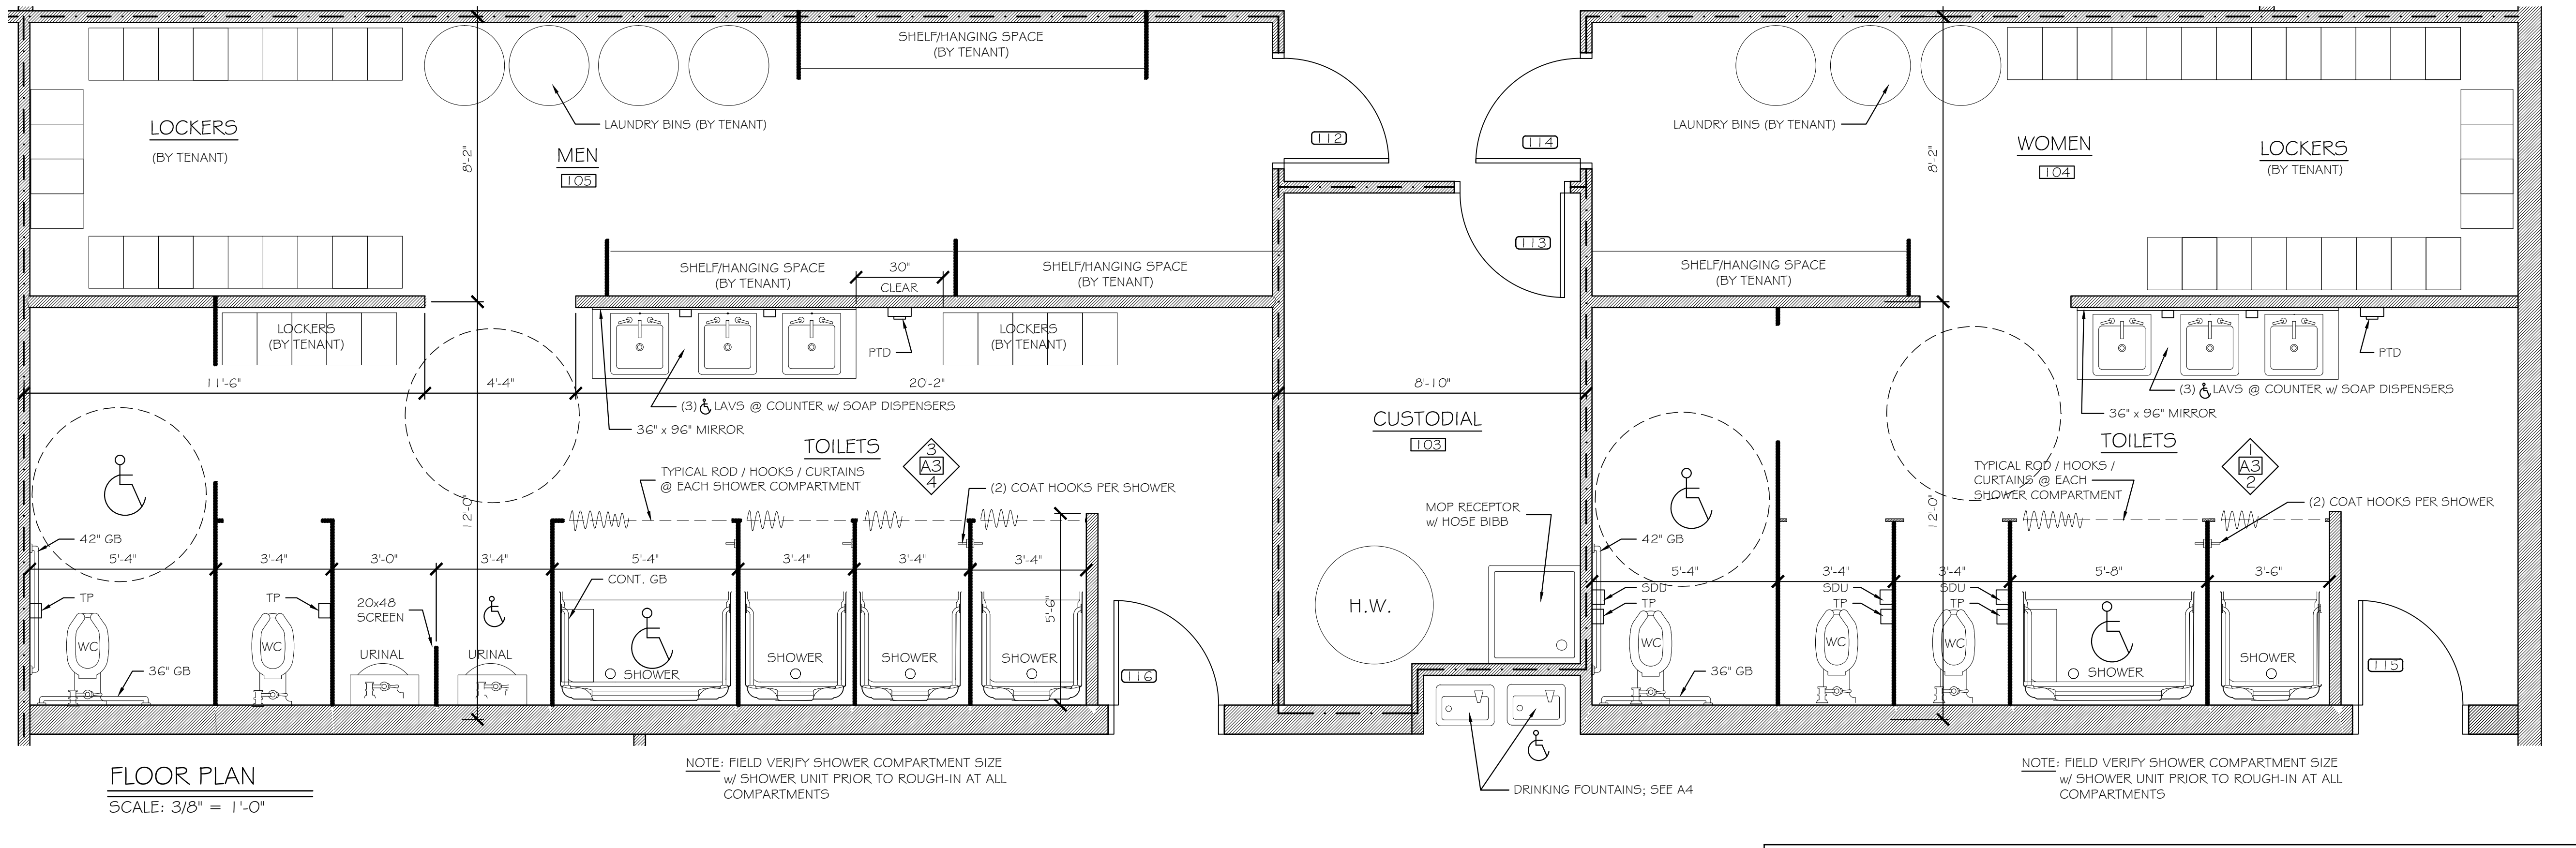 SHELF/HANGING SPACE
(BY TENANT)
LAUNDRY BINS (BY TENANT)
LOCKERS
(BY TENANT)
MEN
105
8'-2"
112
114
113
LAUNDRY BINS (BY TENANT)
WOMEN
104
8'-2"
LOCKERS
(BY TENANT)
SHELF/HANGING SPACE
(BY TENANT)
30"
CLEAR
SHELF/HANGING SPACE
(BY TENANT)
SHELF/HANGING SPACE
(BY TENANT)
LOCKERS
(BY TENANT)
PTD
LOCKERS
(BY TENANT)
PTD
11'-6"
4'-4"
20'-2"
8'-10"
(3) LAVS @ COUNTER w/ SOAP DISPENSERS
36" x 96" MIRROR
(3) LAVS @ COUNTER w/ SOAP DISPENSERS
36" x 96" MIRROR
TOILETS
3
A3
4
TYPICAL ROD / HOOKS / CURTAINS
@ EACH SHOWER COMPARTMENT
(2) COAT HOOKS PER SHOWER
12'-0"
CUSTODIAL
103
MOP RECEPTOR
w/ HOSE BIBB
H.W.
TOILETS
1
A3
2
TYPICAL ROD / HOOKS /
CURTAINS @ EACH
SHOWER COMPARTMENT
(2) COAT HOOKS PER SHOWER
12'-0"
42" GB
5'-4"
3'-4"
3'-0"
3'-4"
5'-4"
3'-4"
3'-4"
3'-4"
5'-6"
CONT. GB
TP
TP
20x48
SCREEN
WC
WC
URINAL
URINAL
36" GB
SHOWER
SHOWER
SHOWER
SHOWER
116
42" GB
5'-4"
3'-4"
3'-4"
5'-8"
3'-6"
SDU
TP
SDU
TP
SDU
TP
WC
WC
WC
36" GB
SHOWER
SHOWER
115
FLOOR PLAN
SCALE: 3/8" = 1'-0"
NOTE: FIELD VERIFY SHOWER COMPARTMENT SIZE
w/ SHOWER UNIT PRIOR TO ROUGH-IN AT ALL
COMPARTMENTS
DRINKING FOUNTAINS; SEE A4
NOTE: FIELD VERIFY SHOWER COMPARTMENT SIZE
w/ SHOWER UNIT PRIOR TO ROUGH-IN AT ALL
COMPARTMENTS